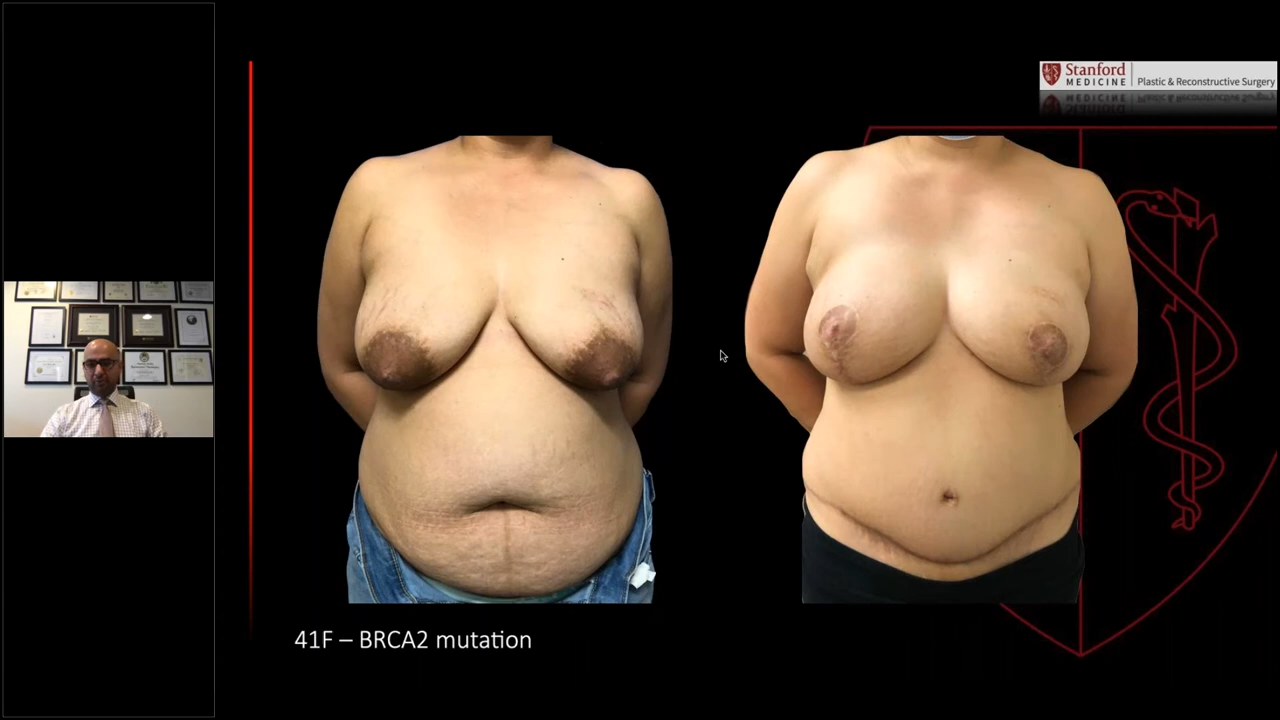 Stanford
MEDICINE
Plastic & Reconstructive Surgery
41F – BRCA2 mutation